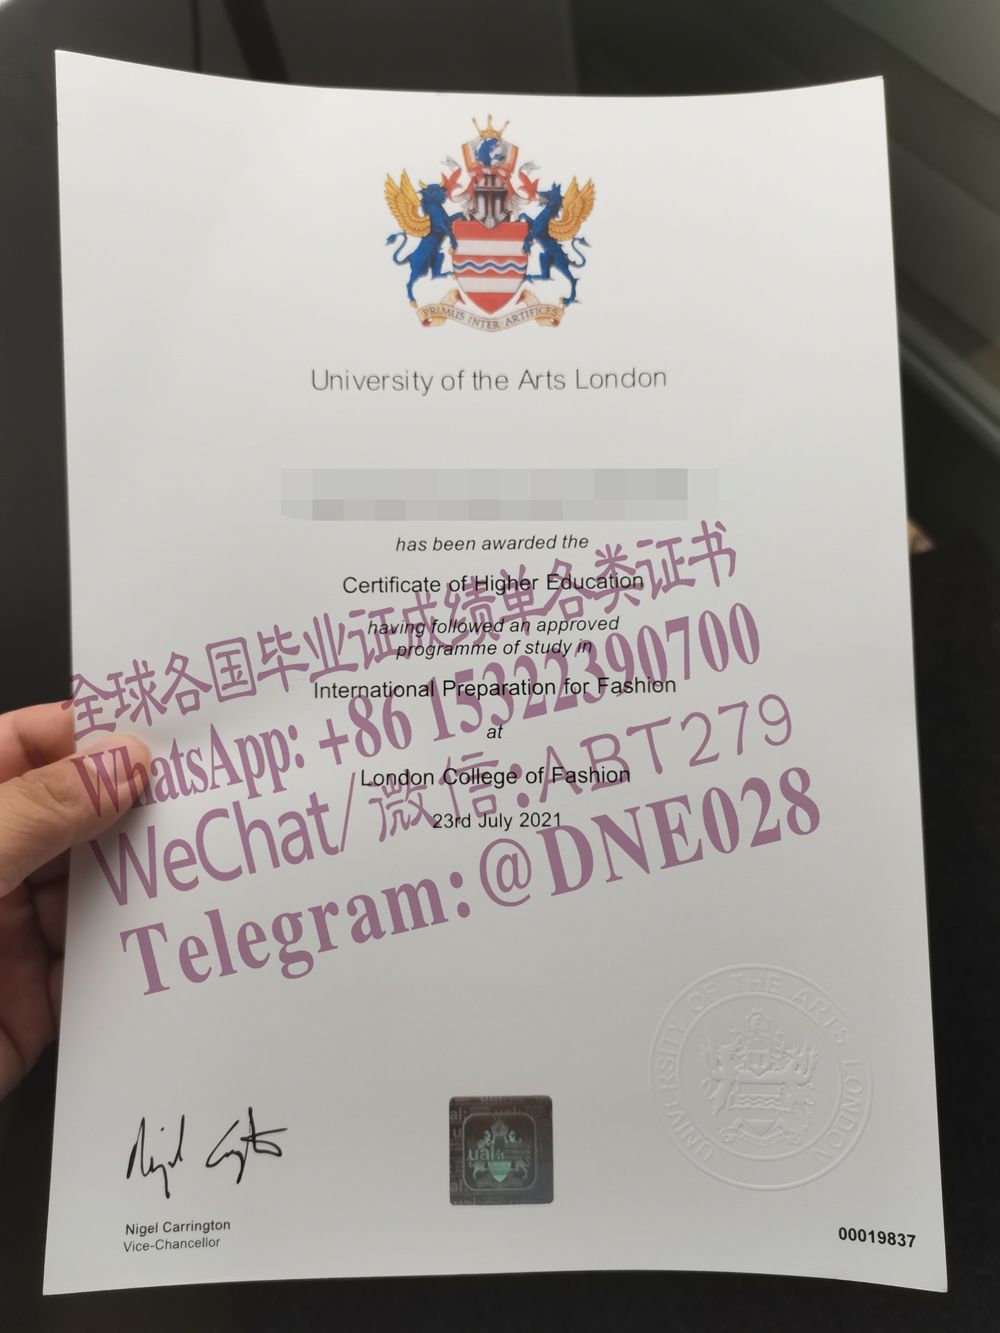 PRIMUS INTER ARTIFICES
University of the Arts London
has been awarded the
Certificate of Higher Education
having followed an approved
programme of study in
International Preparation for Fashion
at
London College of Fashion
23rd July 2021
全球各国毕业证成绩单各类证书
WhatsApp: +86 15322390700
WeChat/微信:ABT279
Telegram:@DNE028
UNIVERSITY OF THE ARTS LONDON
ual:
Nigel Carrington
Vice-Chancellor
00019837